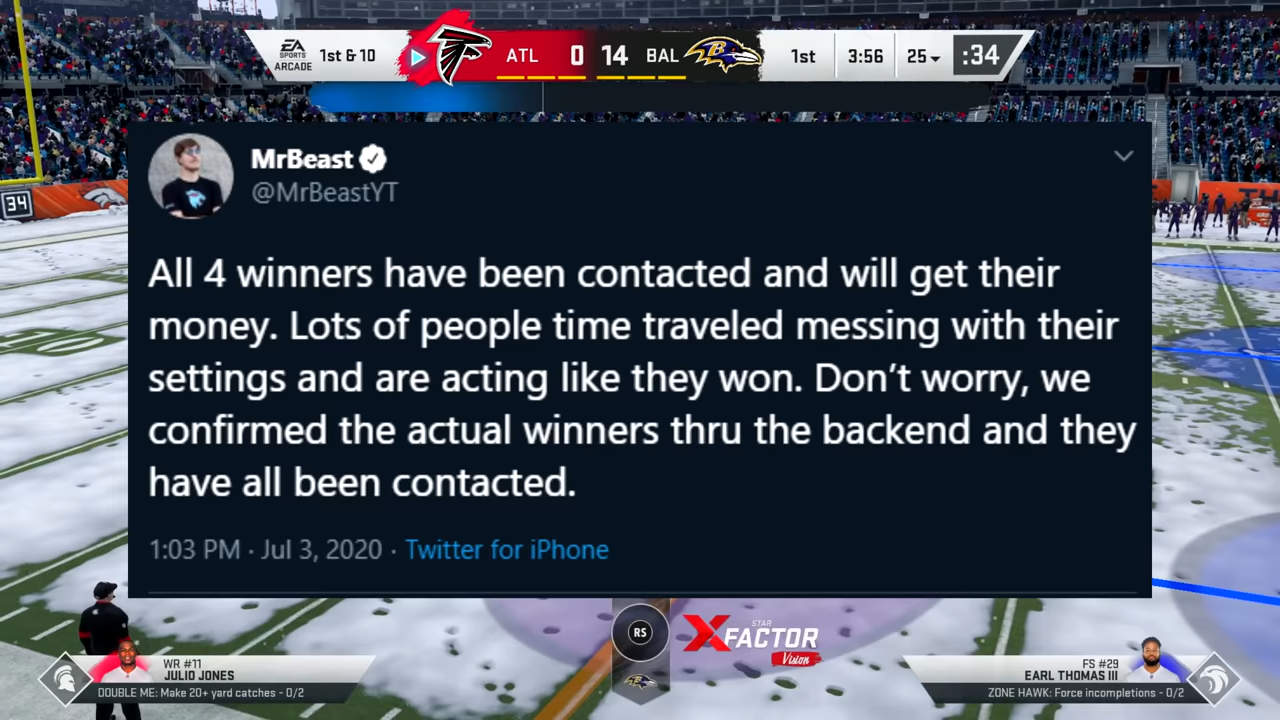 EA SPORTS ARCADE 1st & 10 ATL 0 14 BAL 1st 3:56 25 :34
34
MrBeast
@MrBeastYT
All 4 winners have been contacted and will get their
money. Lots of people time traveled messing with their
settings and are acting like they won. Don’t worry, we
confirmed the actual winners thru the backend and they
have all been contacted.
1:03 PM · Jul 3, 2020 · Twitter for iPhone
RS
STAR
X FACTOR
Vision
WR #11
JULIO JONES
DOUBLE ME: Make 20+ yard catches - 0/2
FS #29
EARL THOMAS III
ZONE HAWK: Force incompletions - 0/2